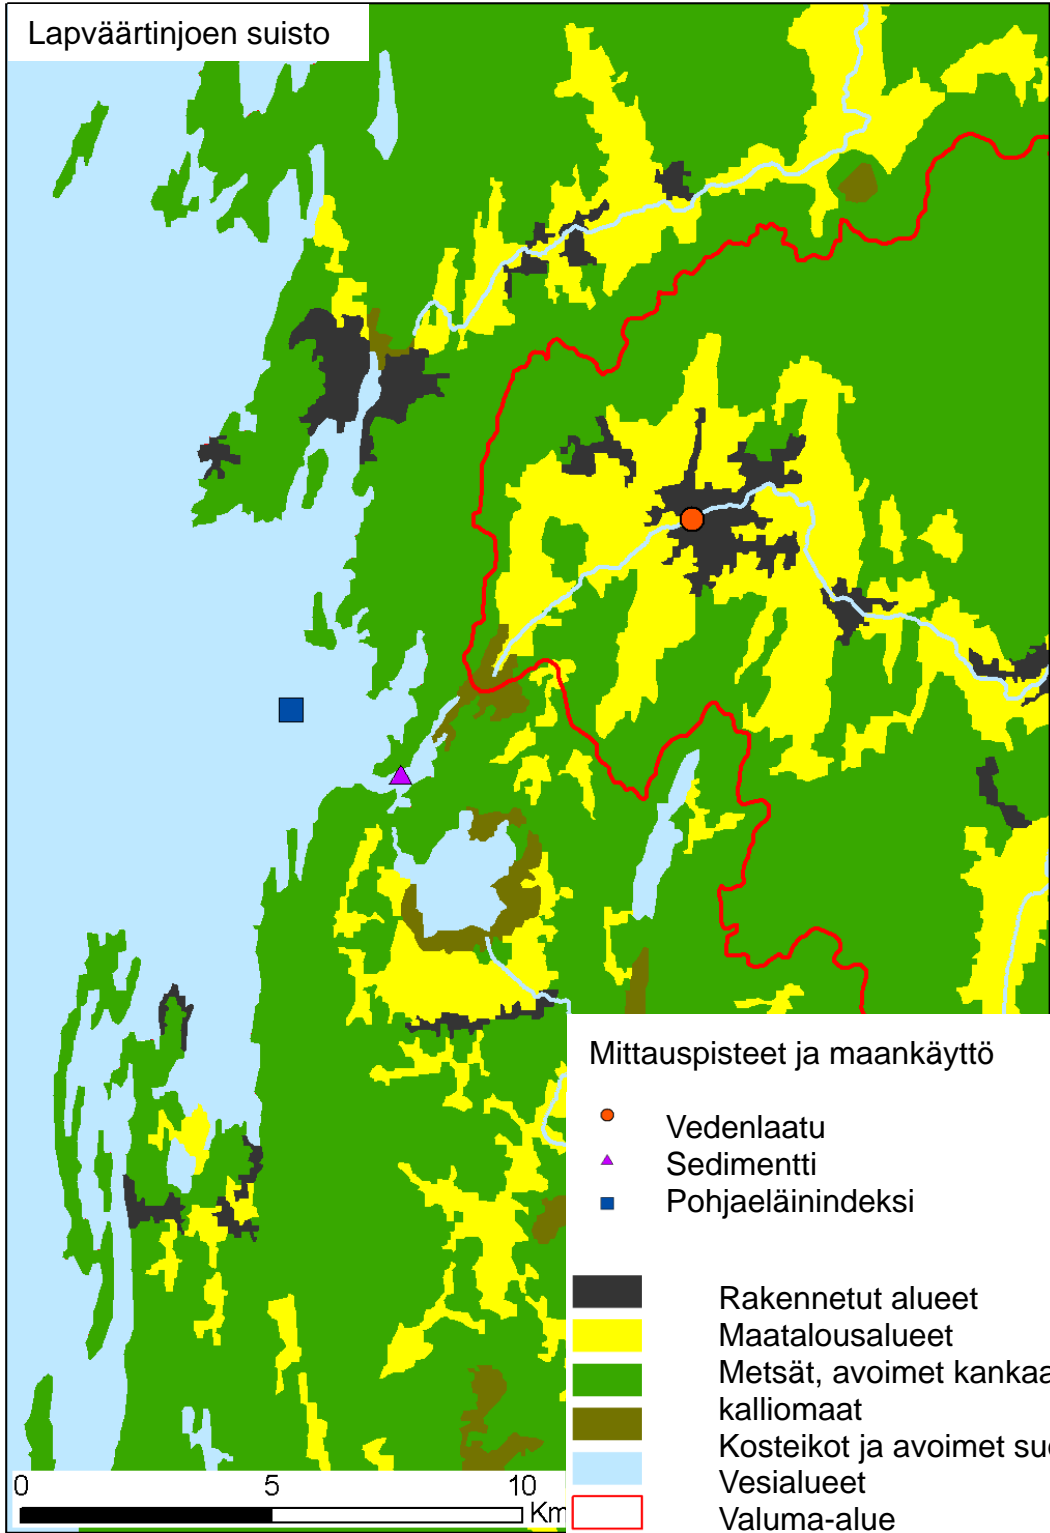 Lapväärtinjoen suisto
Mittauspisteet ja maankäyttö
Vedenlaatu
Sedimentti
Pohjaeläinindeksi
Rakennetut alueet
Maatalousalueet
Metsät, avoimet kankaa
kalliomaat
Kosteikot ja avoimet suo
Vesialueet
Valuma-alue
0 5 10
Km